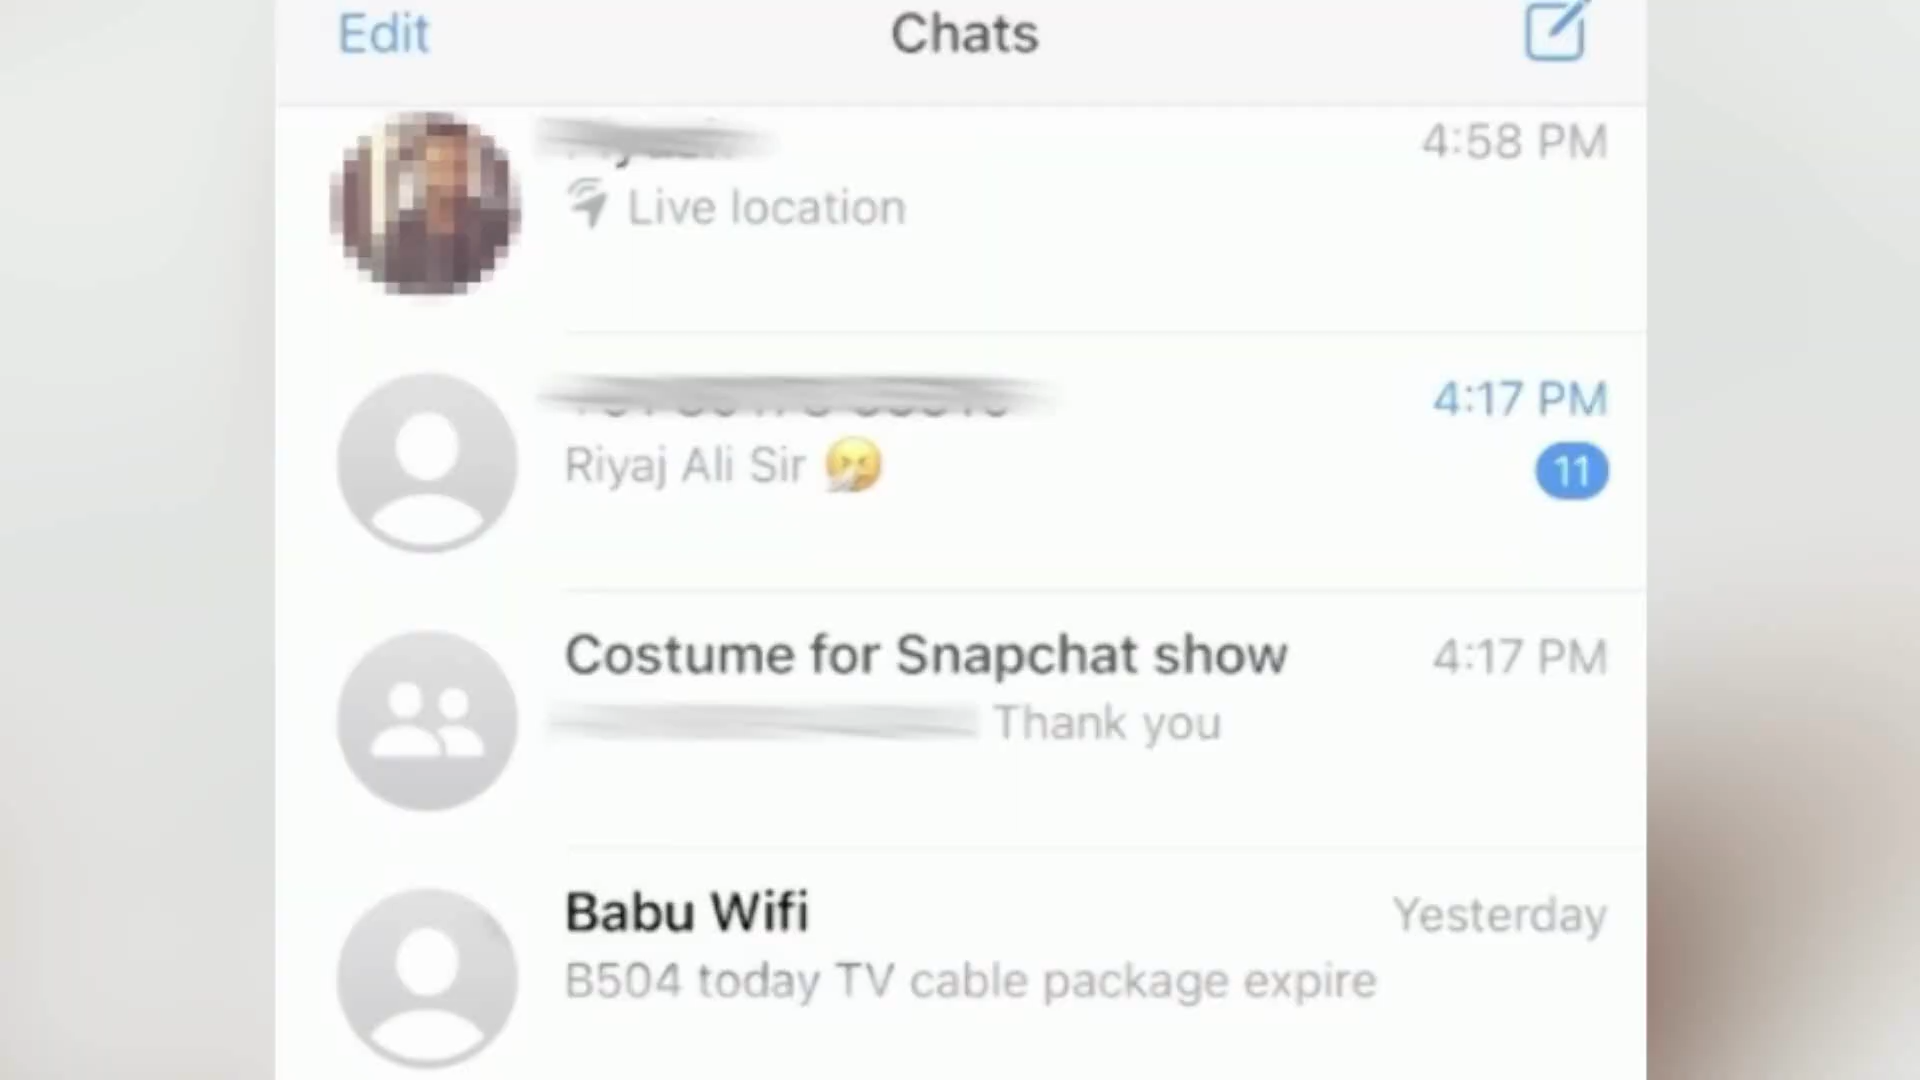 Edit
Chats
4:58 PM
Live location
4:17 PM
Riyaj Ali Sir 🤧
11
Costume for Snapchat show
4:17 PM
Thank you
Babu Wifi
Yesterday
B504 today TV cable package expire